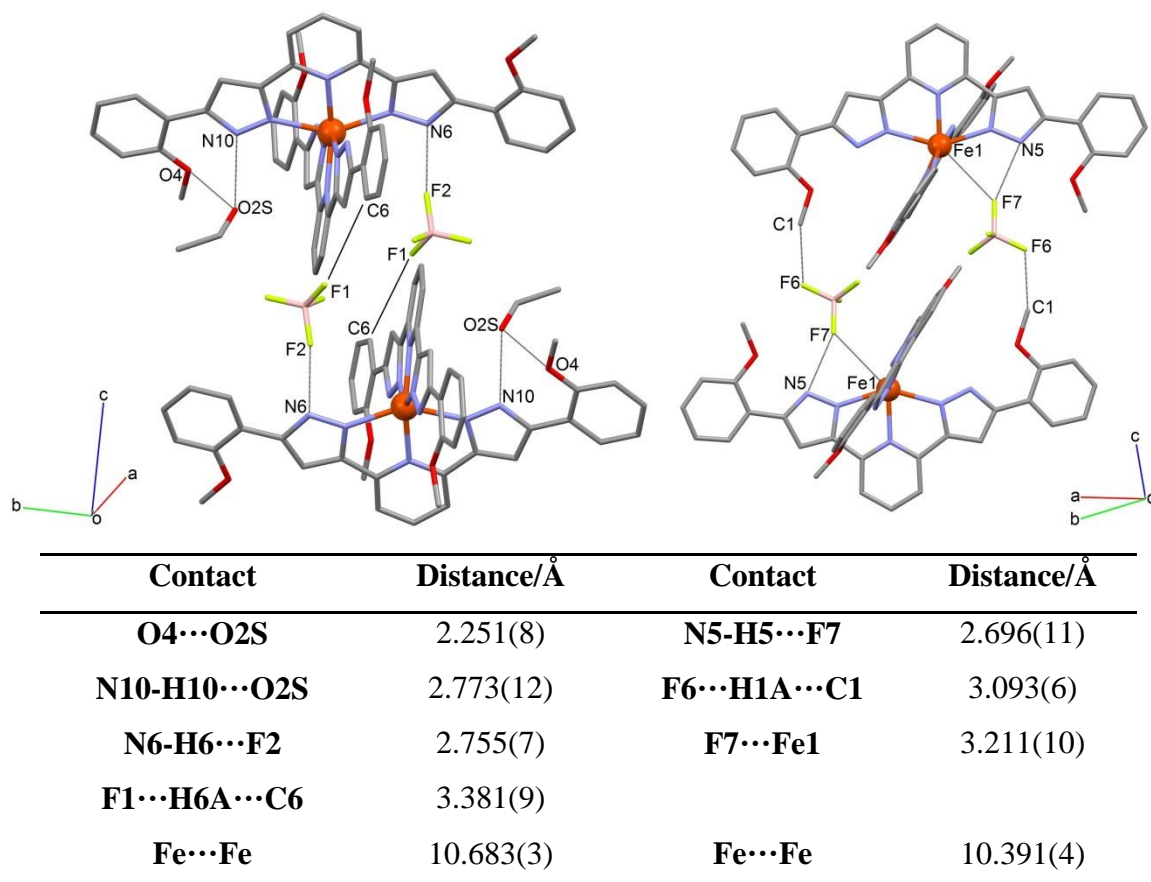 N10
N6
O4
F2
O2S
C6
F1
F1
O2S
C6
F2
O4
N6
N10
c
a
b
o
Fe1
N5
F7
C1
F6
F6
C1
F7
N5
Fe1
c
a
b
o
Contact Distance/Å Contact Distance/Å
O4···O2S 2.251(8) N5-H5···F7 2.696(11)
N10-H10···O2S 2.773(12) F6···H1A···C1 3.093(6)
N6-H6···F2 2.755(7) F7···Fe1 3.211(10)
F1···H6A···C6 3.381(9)
Fe···Fe 10.683(3) Fe···Fe 10.391(4)